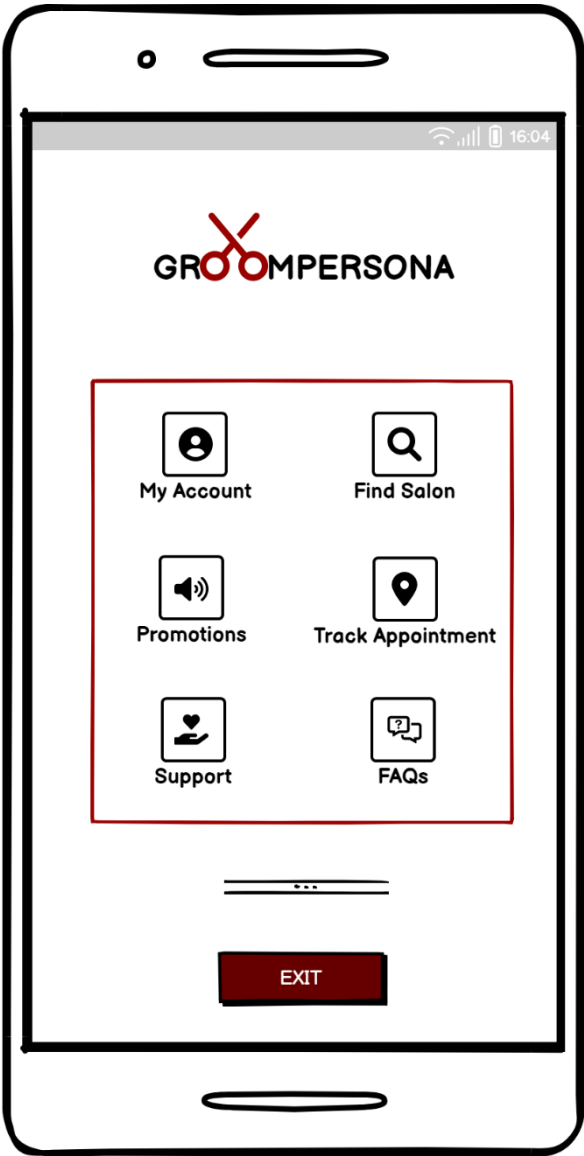 16:04
GROOMPERSONA
My Account
Find Salon
Promotions
Track Appointment
Support
FAQs
EXIT